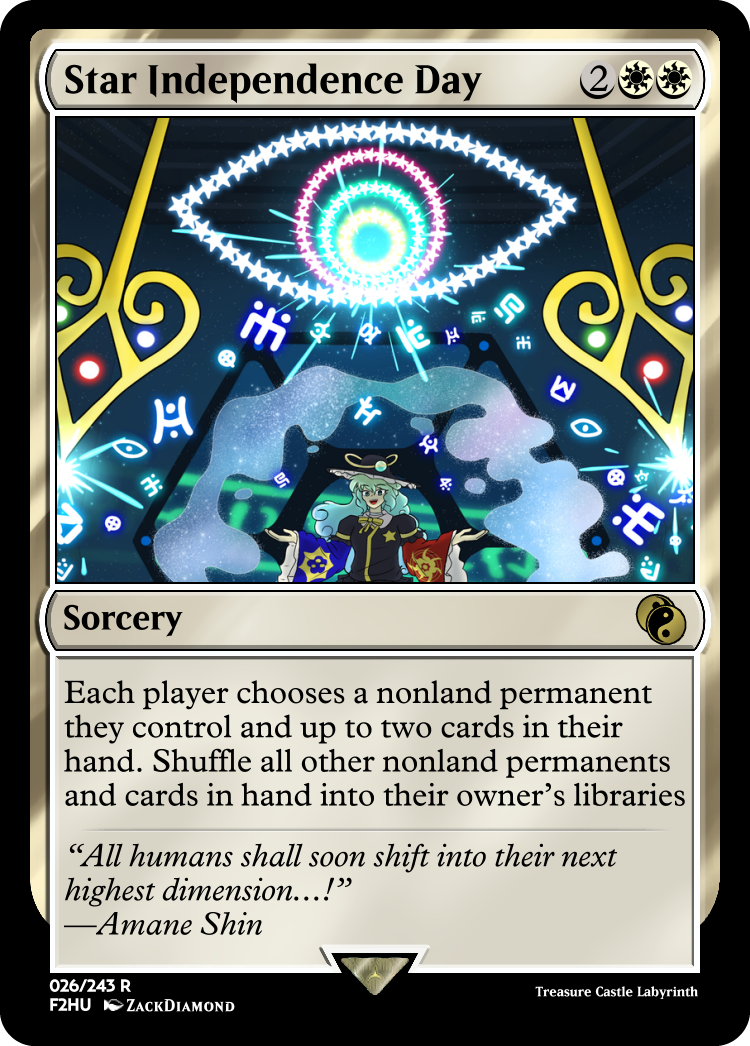 Star Independence Day 2
Sorcery
Each player chooses a nonland permanent
they control and up to two cards in their
hand. Shuffle all other nonland permanents
and cards in hand into their owner’s libraries
“All humans shall soon shift into their next
highest dimension…!”
—Amane Shin
026/243 R
F2HU ZackDiamond
Treasure Castle Labyrinth